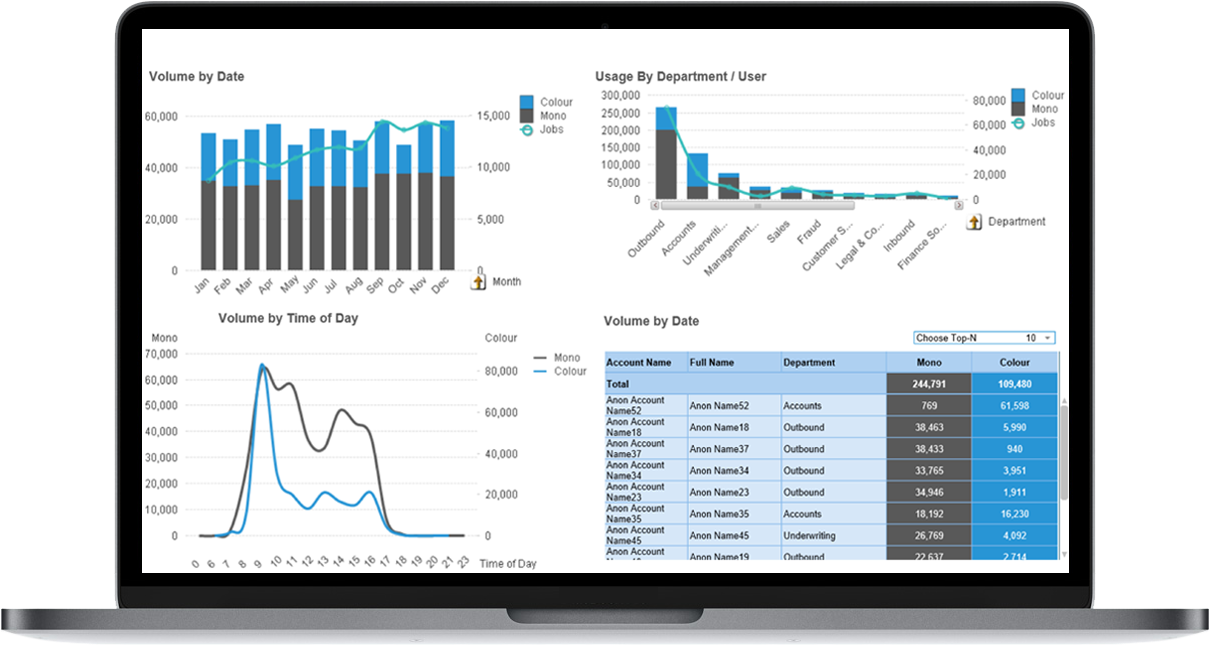 Volume by Date
60,000
40,000
20,000
0
15,000
10,000
5,000
0
Colour
Mono
Jobs
Jan Feb Mar Apr May Jun Jul Aug Sep Oct Nov Dec
Month
Usage By Department / User
300,000
250,000
200,000
150,000
100,000
50,000
0
80,000
60,000
40,000
20,000
0
Colour
Mono
Jobs
Outbound Accounts Underwriti... Management... Sales Fraud Customer S... Legal & Co... Inbound Finance So...
Department
Volume by Time of Day
Mono Colour
70,000
60,000
50,000
40,000
30,000
20,000
10,000
0
80,000
60,000
40,000
20,000
0
Mono
Colour
0 6 7 8 9 10 11 12 13 14 15 16 17 18 19 20 21 23
Time of Day
Volume by Date
Choose Top-N 10
Account Name Full Name Department Mono Colour
Total 244,791 109,480
Anon Account
Name52 Anon Name52 Accounts 769 61,598
Anon Account
Name18 Anon Name18 Outbound 38,463 5,990
Anon Account
Name37 Anon Name37 Outbound 38,433 940
Anon Account
Name34 Anon Name34 Outbound 33,765 3,951
Anon Account
Name23 Anon Name23 Outbound 34,946 1,911
Anon Account
Name35 Anon Name35 Accounts 18,192 16,230
Anon Account
Name45 Anon Name45 Underwriting 26,769 4,092
Anon Account
Anon Name19 Outbound 22,637 2,714